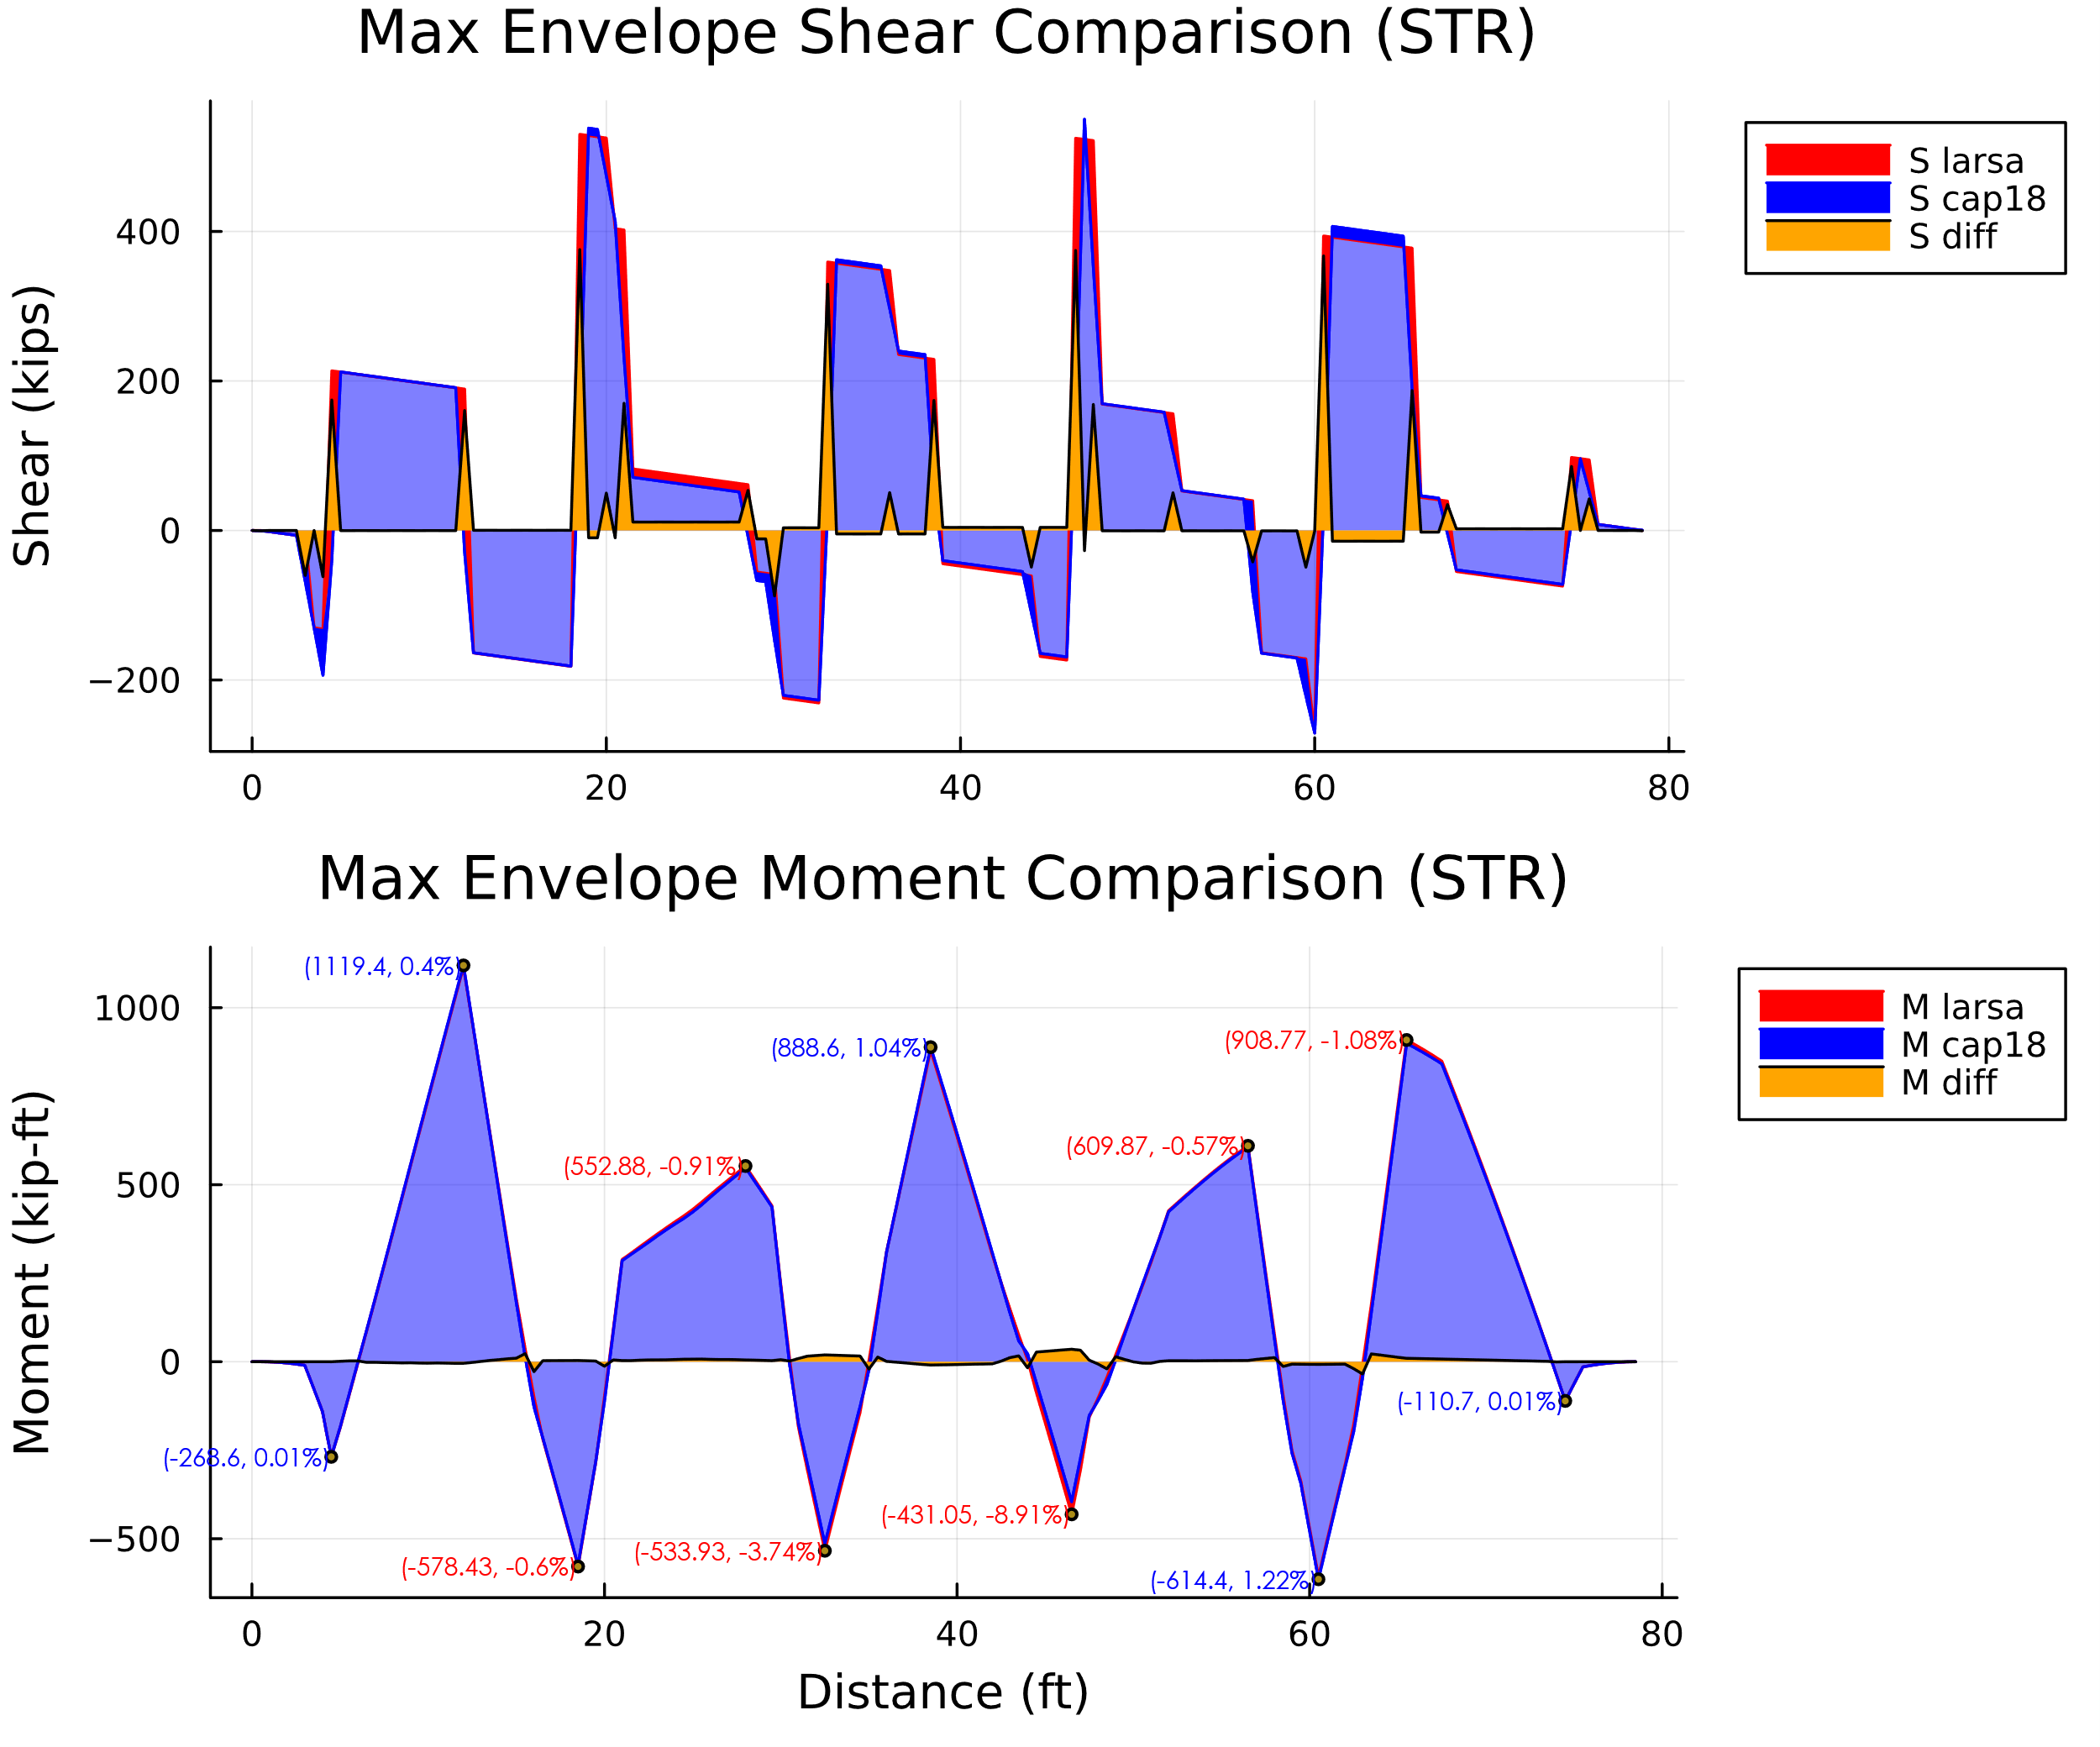 Max Envelope Shear Comparison (STR)
Shear (kips)
400
200
0
−200
0 20 40 60 80
S larsa
S cap18
S diff
Max Envelope Moment Comparison (STR)
Moment (kip-ft)
1000
500
0
−500
(1119.4, 0.4%)
(888.6, 1.04%)
(908.77, -1.08%)
(552.88, -0.91%)
(609.87, -0.57%)
(-110.7, 0.01%)
(-268.6, 0.01%)
(-431.05, -8.91%)
(-533.93, -3.74%)
(-578.43, -0.6%)
(-614.4, 1.22%)
0 20 40 60 80
Distance (ft)
M larsa
M cap18
M diff